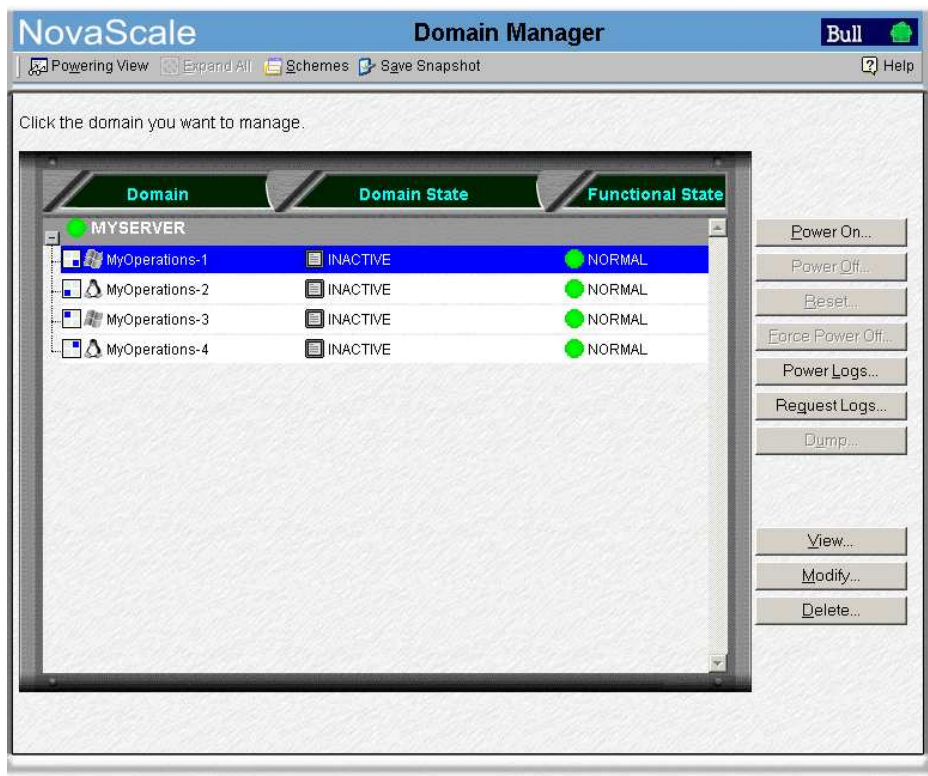 NovaScale Domain Manager Bull
Powering View Expand All Schemes Save Snapshot Help
Click the domain you want to manage.
Domain Domain State Functional State
MYSERVER
MyOperations-1 INACTIVE NORMAL
MyOperations-2 INACTIVE NORMAL
MyOperations-3 INACTIVE NORMAL
MyOperations-4 INACTIVE NORMAL
Power On...
Power Off...
Reset...
Force Power Off...
Power Logs...
Request Logs...
Dump...
View...
Modify...
Delete...